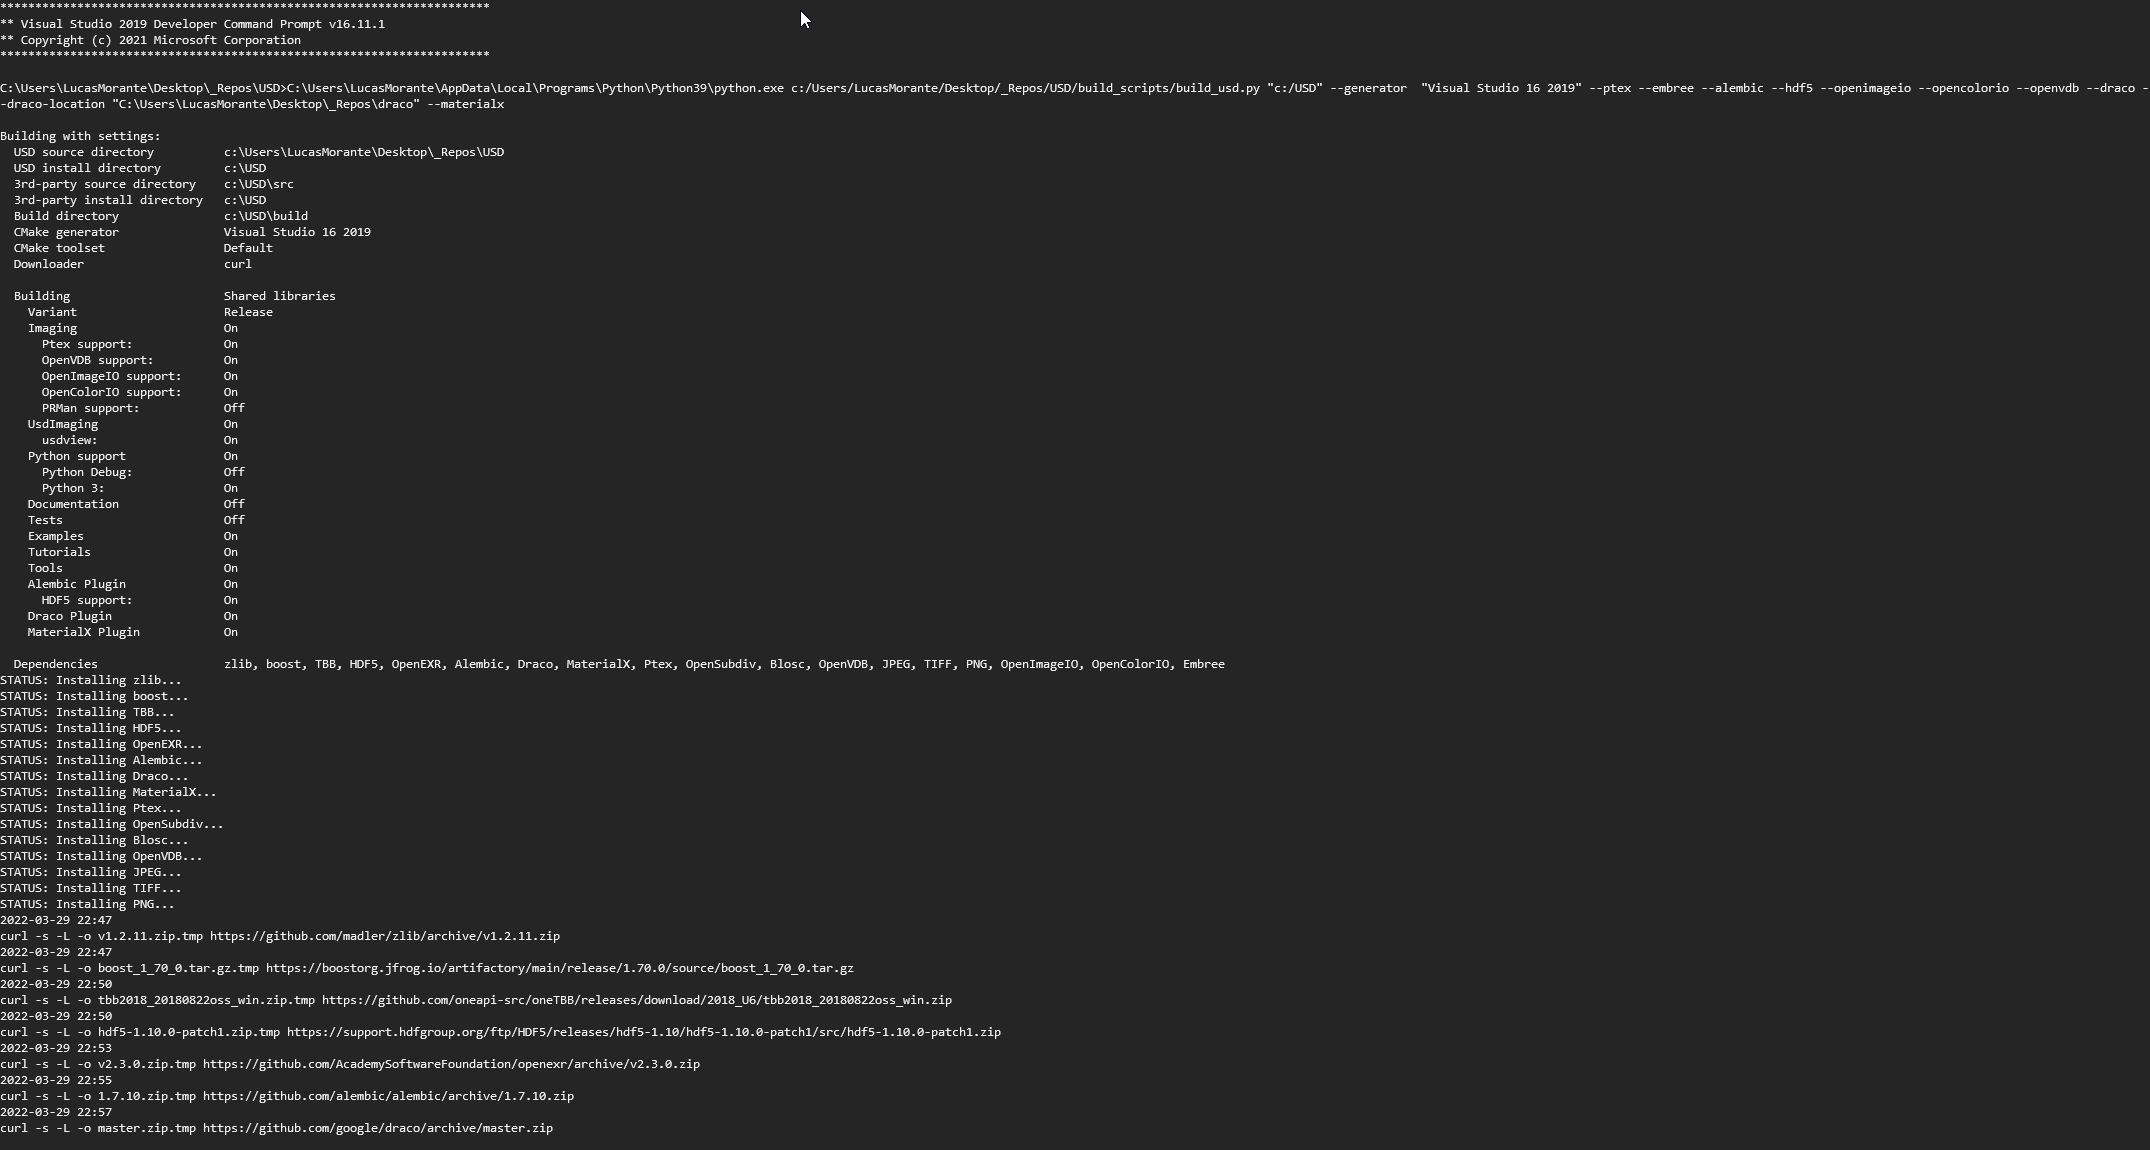 **********************************************************************
** Visual Studio 2019 Developer Command Prompt v16.11.1
** Copyright (c) 2021 Microsoft Corporation
**********************************************************************
C:\Users\LucasMorante\Desktop\_Repos\USD>C:\Users\LucasMorante\AppData\Local\Programs\Python\Python39\python.exe c:/Users/LucasMorante/Desktop/_Repos/USD/build_scripts/build_usd.py "c:/USD" --generator  "Visual Studio 16 2019" --ptex --embree --alembic --hdf5 --openimageio --opencolorio --openvdb --draco -
-draco-location "C:\Users\LucasMorante\Desktop\_Repos\draco" --materialx
Building with settings:
  USD source directory          c:\Users\LucasMorante\Desktop\_Repos\USD
  USD install directory         c:\USD
  3rd-party source directory    c:\USD\src
  3rd-party install directory   c:\USD
  Build directory               c:\USD\build
  CMake generator               Visual Studio 16 2019
  CMake toolset                 Default
  Downloader                    curl
  Building                      Shared libraries
    Variant                     Release
    Imaging                     On
      Ptex support:             On
      OpenVDB support:          On
      OpenImageIO support:      On
      OpenColorIO support:      On
      PRMan support:            Off
    UsdImaging                  On
      usdview:                  On
    Python support              On
      Python Debug:             Off
      Python 3:                 On
    Documentation               Off
    Tests                       Off
    Examples                    On
    Tutorials                   On
    Tools                       On
    Alembic Plugin              On
      HDF5 support:             On
    Draco Plugin                On
    MaterialX Plugin            On
  Dependencies                  zlib, boost, TBB, HDF5, OpenEXR, Alembic, Draco, MaterialX, Ptex, OpenSubdiv, Blosc, OpenVDB, JPEG, TIFF, PNG, OpenImageIO, OpenColorIO, Embree
STATUS: Installing zlib...
STATUS: Installing boost...
STATUS: Installing TBB...
STATUS: Installing HDF5...
STATUS: Installing OpenEXR...
STATUS: Installing Alembic...
STATUS: Installing Draco...
STATUS: Installing MaterialX...
STATUS: Installing Ptex...
STATUS: Installing OpenSubdiv...
STATUS: Installing Blosc...
STATUS: Installing OpenVDB...
STATUS: Installing JPEG...
STATUS: Installing TIFF...
STATUS: Installing PNG...
2022-03-29 22:47
curl -s -L -o v1.2.11.zip.tmp https://github.com/madler/zlib/archive/v1.2.11.zip
2022-03-29 22:47
curl -s -L -o boost_1_70_0.tar.gz.tmp https://boostorg.jfrog.io/artifactory/main/release/1.70.0/source/boost_1_70_0.tar.gz
2022-03-29 22:50
curl -s -L -o tbb2018_20180822oss_win.zip.tmp https://github.com/oneapi-src/oneTBB/releases/download/2018_U6/tbb2018_20180822oss_win.zip
2022-03-29 22:50
curl -s -L -o hdf5-1.10.0-patch1.zip.tmp https://support.hdfgroup.org/ftp/HDF5/releases/hdf5-1.10/hdf5-1.10.0-patch1/src/hdf5-1.10.0-patch1.zip
2022-03-29 22:53
curl -s -L -o v2.3.0.zip.tmp https://github.com/AcademySoftwareFoundation/openexr/archive/v2.3.0.zip
2022-03-29 22:55
curl -s -L -o 1.7.10.zip.tmp https://github.com/alembic/alembic/archive/1.7.10.zip
2022-03-29 22:57
curl -s -L -o master.zip.tmp https://github.com/google/draco/archive/master.zip